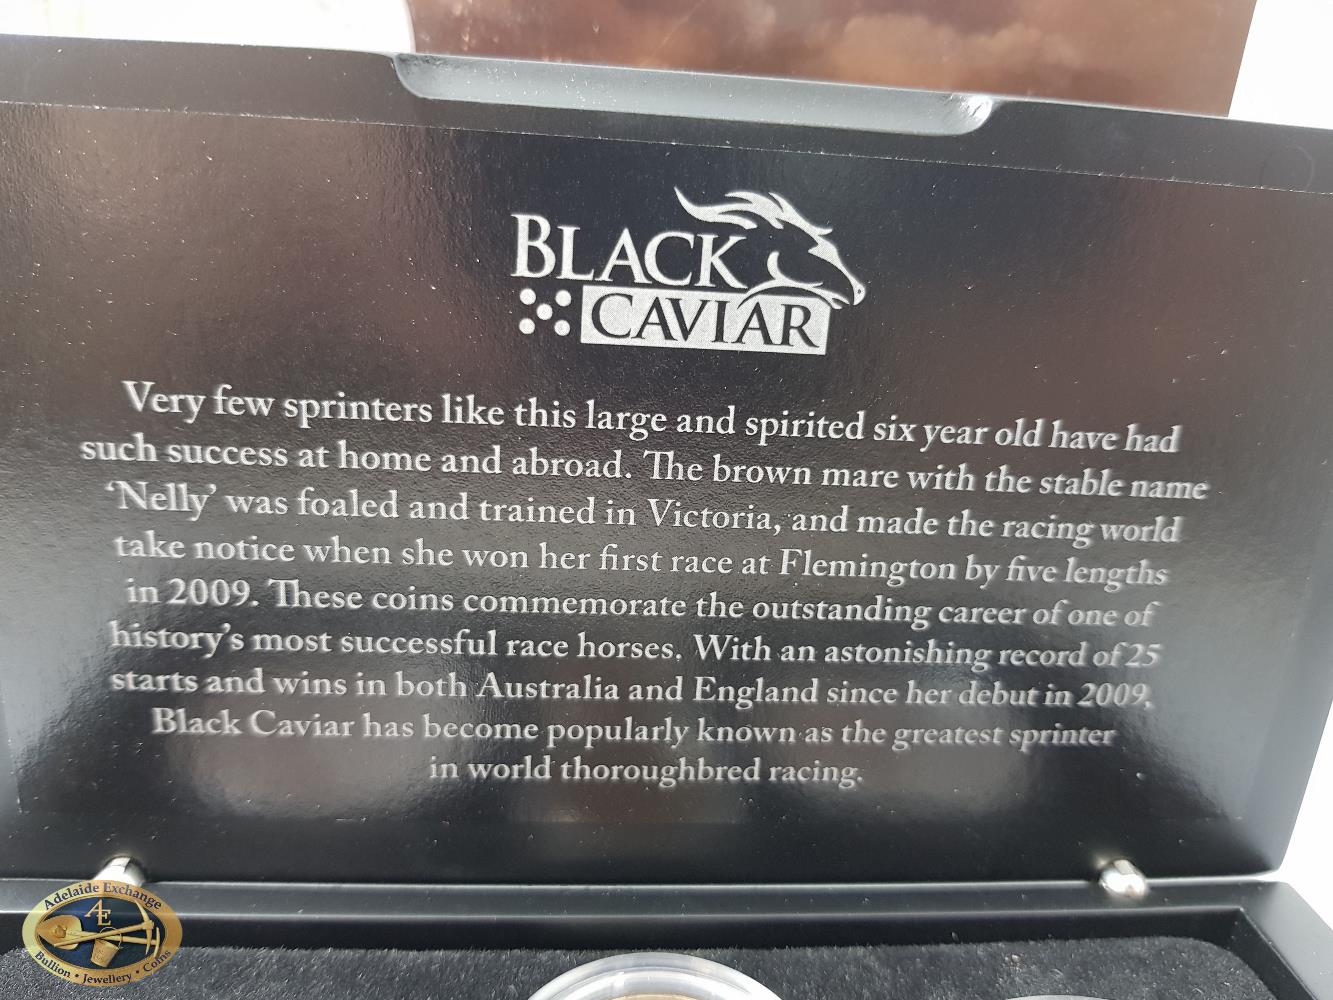 BLACK
CAVIAR
Very few sprinters like this large and spirited six year old have had
such success at home and abroad. The brown mare with the stable name
‘Nelly’ was foaled and trained in Victoria, and made the racing world
take notice when she won her first race at Flemington by five lengths
in 2009. These coins commemorate the outstanding career of one of
history’s most successful race horses. With an astonishing record of 25
starts and wins in both Australia and England since her debut in 2009,
Black Caviar has become popularly known as the greatest sprinter
in world thoroughbred racing.
Adelaide Exchange
AE
Bullion • Jewellery • Coins